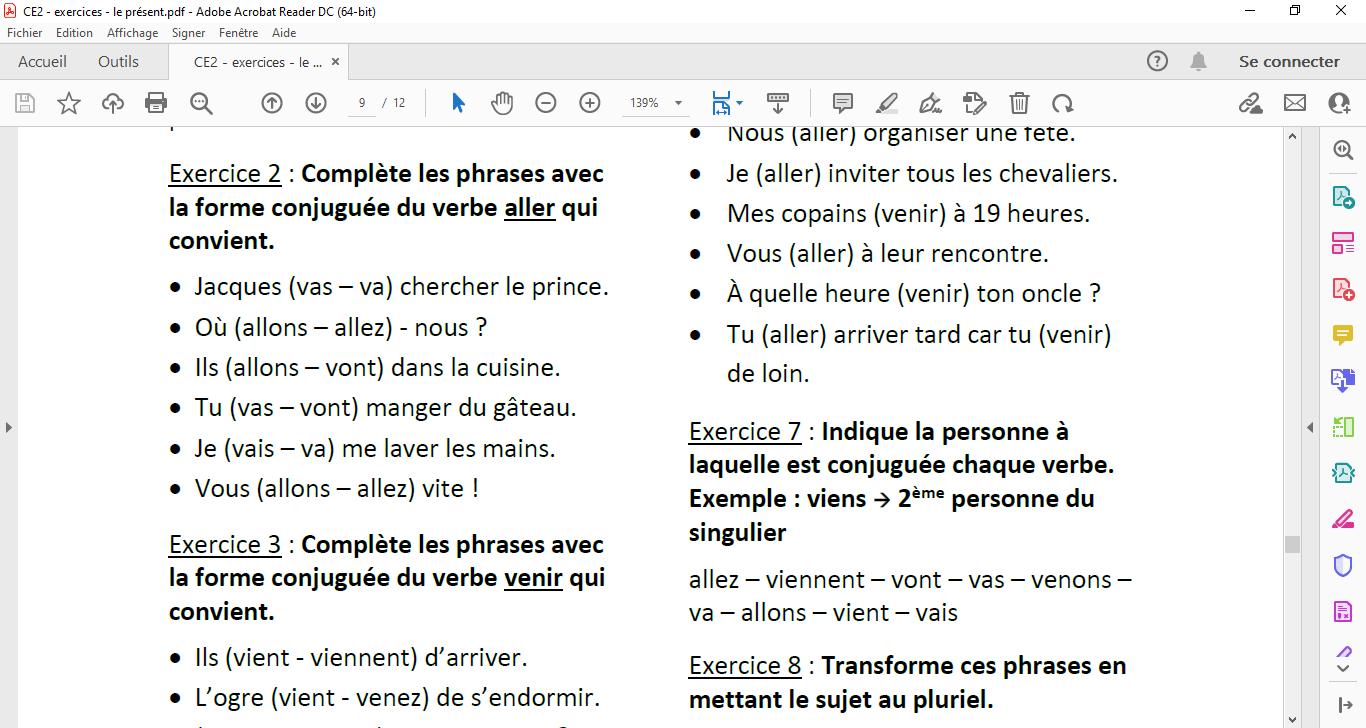 CE2 - exercices - le présent.pdf - Adobe Acrobat Reader DC (64-bit)
Fichier Edition Affichage Signer Fenêtre Aide
Accueil Outils CE2 - exercices - le ... × Se connecter
9 / 12 139%
Exercice 2 : Complète les phrases avec
la forme conjuguée du verbe aller qui
convient.
• Jacques (vas – va) chercher le prince.
• Où (allons – allez) - nous ?
• Ils (allons – vont) dans la cuisine.
• Tu (vas – vont) manger du gâteau.
• Je (vais – va) me laver les mains.
• Vous (allons – allez) vite !
Exercice 3 : Complète les phrases avec
la forme conjuguée du verbe venir qui
convient.
• Ils (vient - viennent) d’arriver.
• L’ogre (vient - venez) de s’endormir.
• Nous (aller) organiser une fête.
• Je (aller) inviter tous les chevaliers.
• Mes copains (venir) à 19 heures.
• Vous (aller) à leur rencontre.
• À quelle heure (venir) ton oncle ?
• Tu (aller) arriver tard car tu (venir)
de loin.
Exercice 7 : Indique la personne à
laquelle est conjuguée chaque verbe.
Exemple : viens → 2ème personne du
singulier
allez – viennent – vont – vas – venons –
va – allons – vient – vais
Exercice 8 : Transforme ces phrases en
mettant le sujet au pluriel.